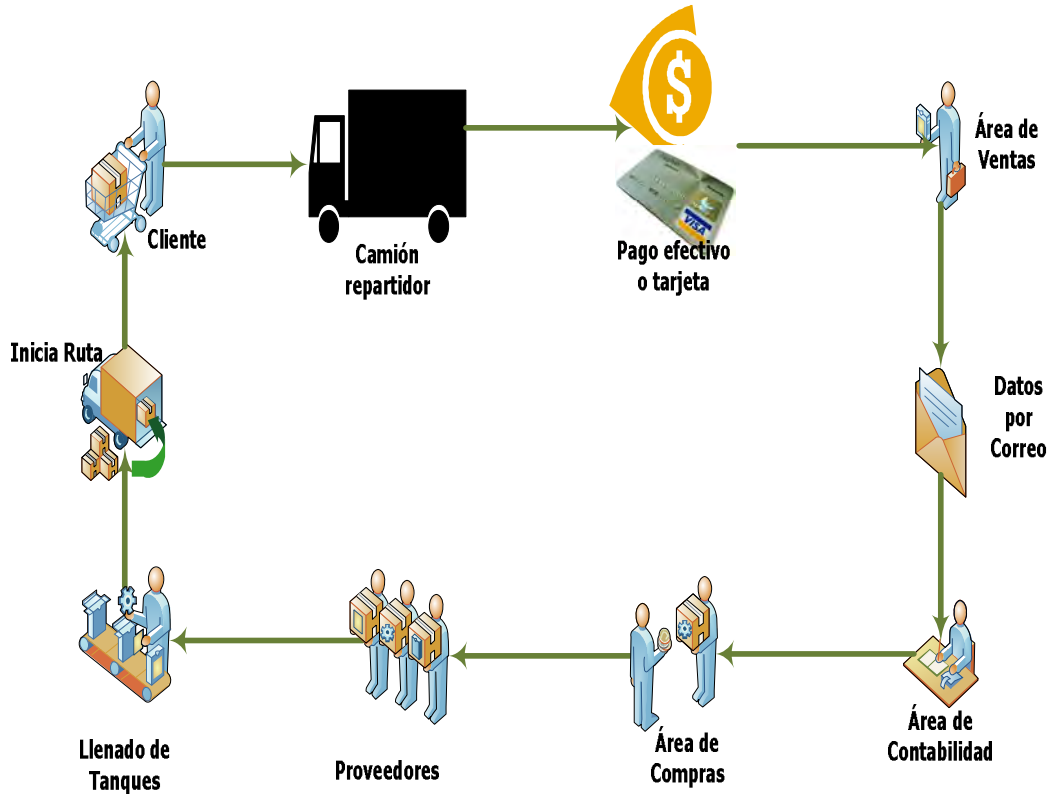 $
Área de
Ventas
Cliente
VISA
Camión
repartidor
Pago efectivo
o tarjeta
Inicia Ruta
Datos
por
Correo
Llenado de
Tanques
Proveedores
Área de
Compras
Área de
Contabilidad